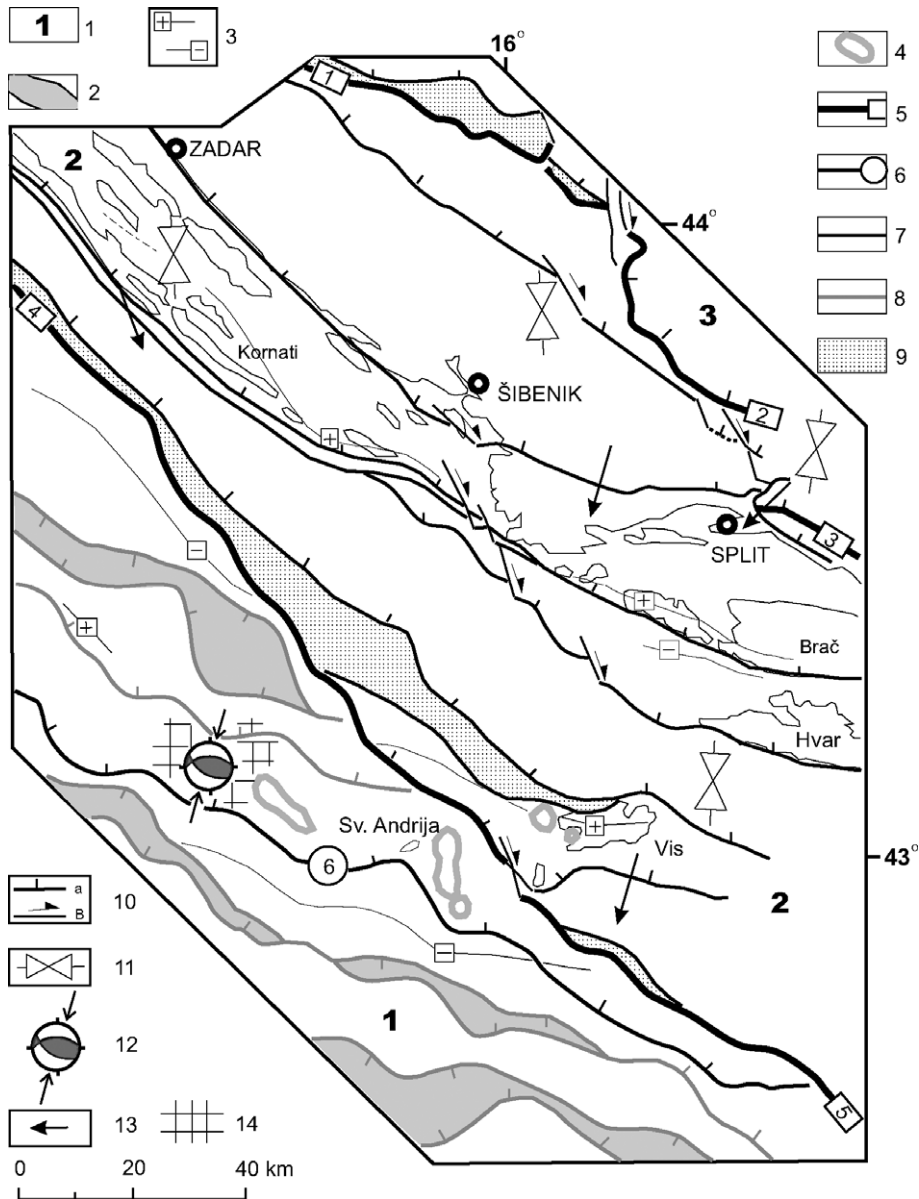 1 1
+ − 3
16°
4
2
1
5
2 ZADAR
6
44°
7
3
8
4
Kornati
9
ŠIBENIK
2
+
3
−
SPLIT
+
+
−
Brač
Hvar
Sv. Andrija
+
Vis
43°
6
a
B 10
2
−
11
1
12
5
13 14
0 20 40 km